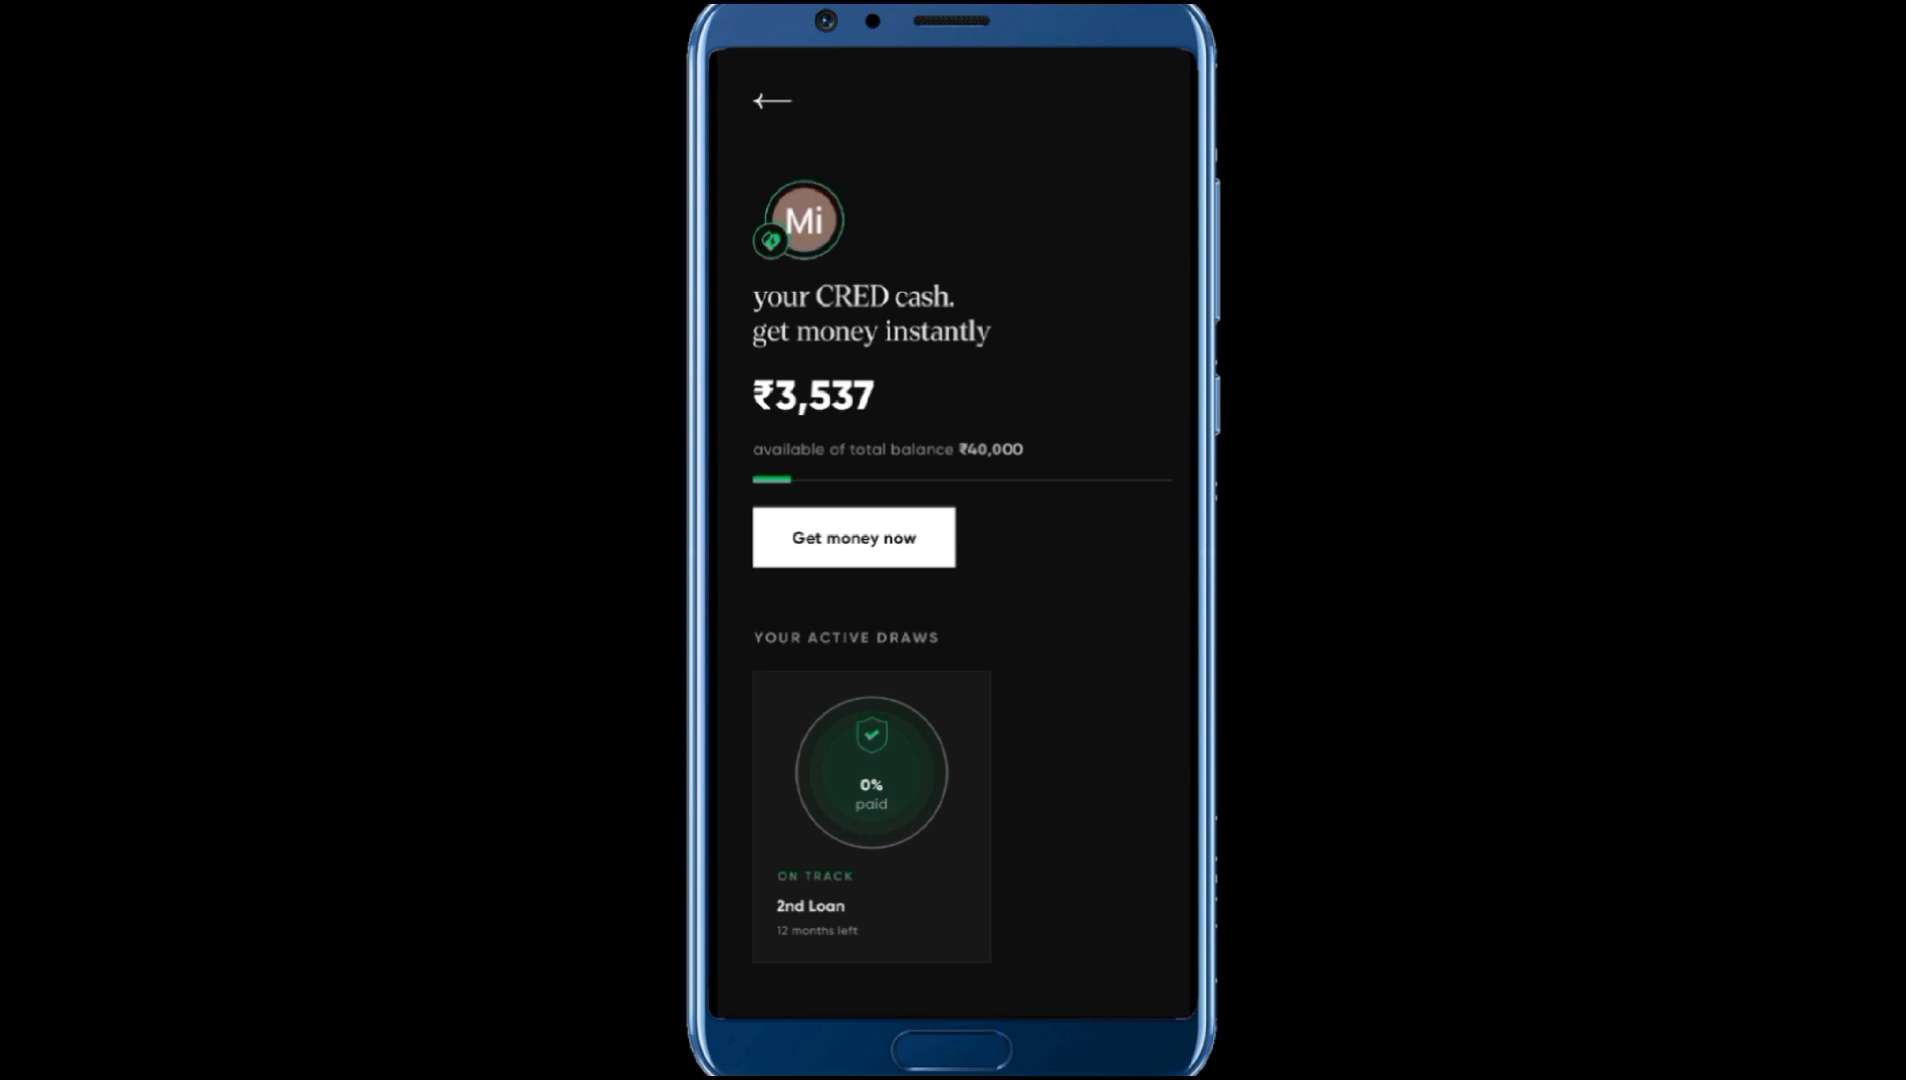 Mi
your CRED cash.
get money instantly
₹3,537
available of total balance ₹40,000
Get money now
YOUR ACTIVE DRAWS
0%
paid
ON TRACK
2nd Loan
12 months left